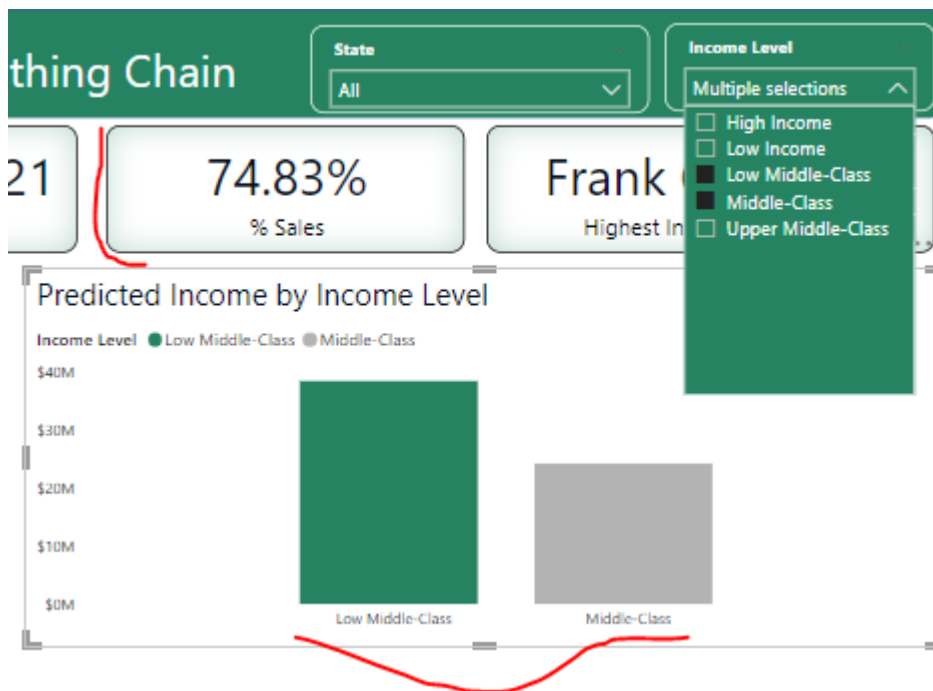 thing Chain
State
All
Income Level
Multiple selections
High Income
Low Income
Low Middle-Class
Middle-Class
Upper Middle-Class
21
74.83%
% Sales
Frank
Highest In
Predicted Income by Income Level
Income Level Low Middle-Class Middle-Class
$40M
$30M
$20M
$10M
$0M
Low Middle-Class Middle-Class